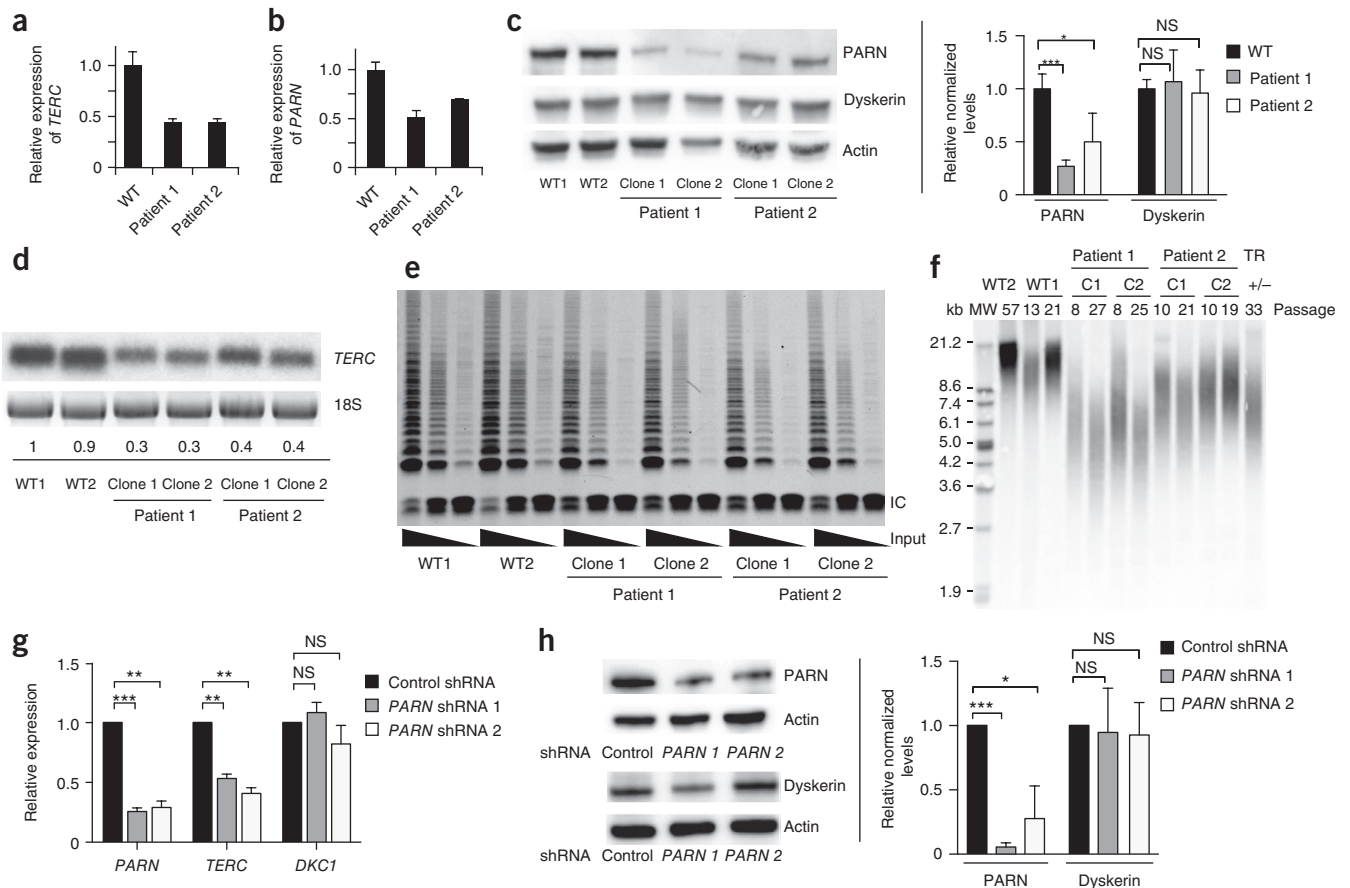 a
Relative expression
of TERC
1.0
0.5
0
WT
Patient 1
Patient 2
b
Relative expression
of PARN
1.0
0.5
0
WT
Patient 1
Patient 2
c
PARN
Dyskerin
Actin
WT1 WT2 Clone 1 Clone 2 Clone 1 Clone 2
Patient 1 Patient 2
Relative normalized
levels
1.5
1.0
0.5
0
*
***
NS
NS
PARN Dyskerin
WT
Patient 1
Patient 2
d
TERC
18S
1 0.9 0.3 0.3 0.4 0.4
WT1 WT2 Clone 1 Clone 2 Clone 1 Clone 2
Patient 1 Patient 2
e
IC
Input
WT1 WT2 Clone 1 Clone 2 Clone 1 Clone 2
Patient 1 Patient 2
f
Patient 1 Patient 2 TR
WT2 WT1 C1 C2 C1 C2 +/–
kb MW 57 13 21 8 27 8 25 10 21 10 19 33 Passage
21.2
8.6
7.4
6.1
5.0
4.2
3.6
2.7
1.9
g
Relative expression
1.5
1.0
0.5
0
**
***
**
**
NS
NS
PARN TERC DKC1
Control shRNA
PARN shRNA 1
PARN shRNA 2
h
PARN
Actin
shRNA Control PARN 1 PARN 2
Dyskerin
Actin
shRNA Control PARN 1 PARN 2
Relative normalized
levels
1.5
1.0
0.5
0
*
***
NS
NS
PARN Dyskerin
Control shRNA
PARN shRNA 1
PARN shRNA 2